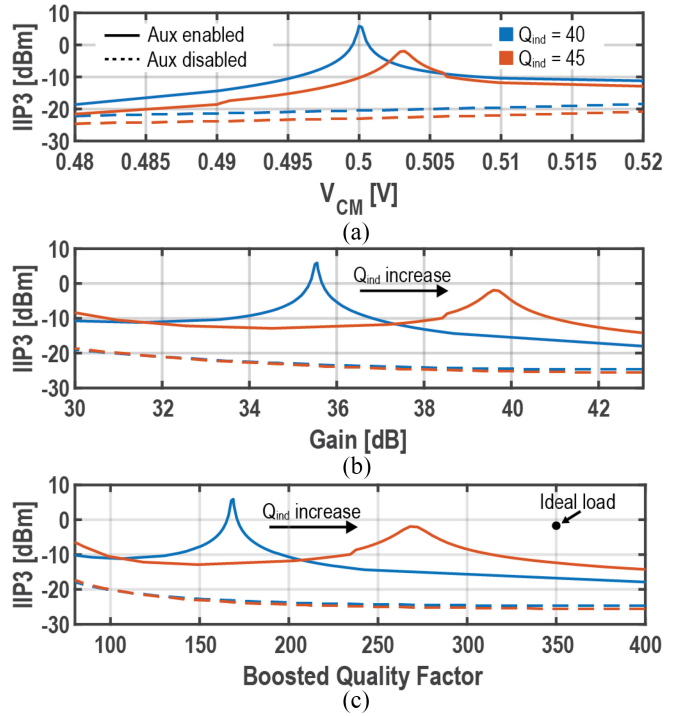 IIP3 [dBm]
10
0
-10
-20
-30
Aux enabled
Aux disabled
Q_ind = 40
Q_ind = 45
0.48 0.485 0.49 0.495 0.5 0.505 0.51 0.515 0.52
V_CM [V]
(a)
IIP3 [dBm]
10
0
-10
-20
-30
Q_ind increase
30 32 34 36 38 40 42
Gain [dB]
(b)
IIP3 [dBm]
10
0
-10
-20
-30
Q_ind increase
Ideal load
100 150 200 250 300 350 400
Boosted Quality Factor
(c)